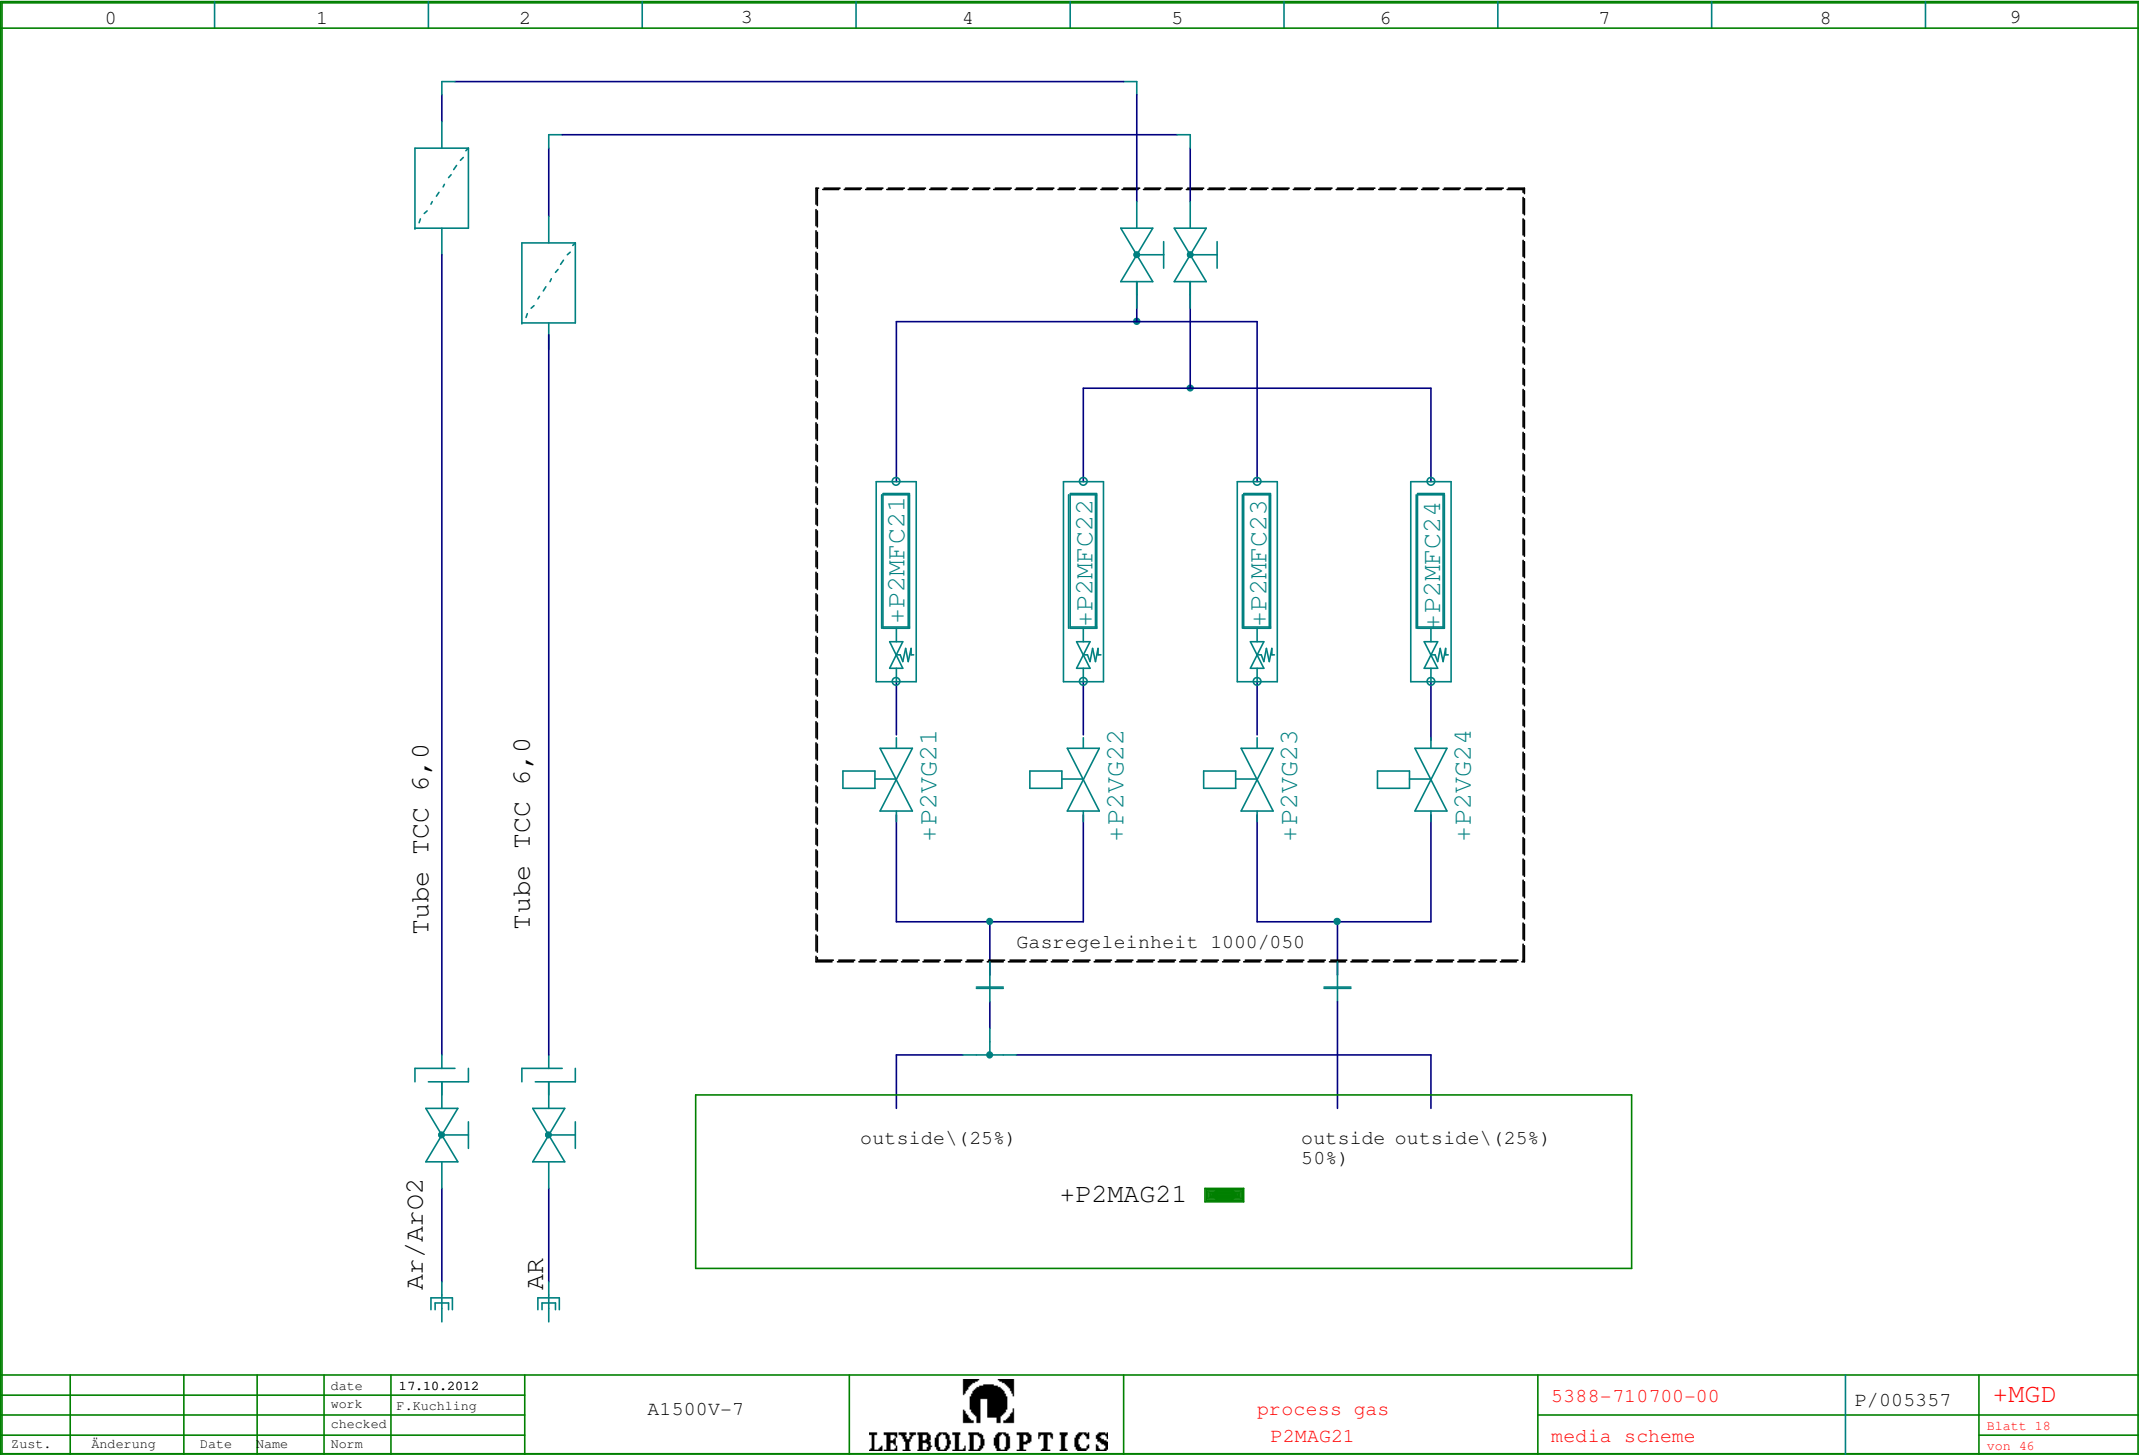 0 1 2 3 4 5 6 7 8 9
+P2MFC21
+P2MFC22
+P2MFC23
+P2MFC24
+P2VG21
+P2VG22
+P2VG23
+P2VG24
Tube TCC 6,0
Tube TCC 6,0
Gasregeleinheit 1000/050
outside\(25%)
outside
50%)
outside\(25%)
+P2MAG21
Ar/ArO2
AR
date 17.10.2012
work F.Kuchling
checked
Zust. Änderung Date Name Norm
A1500V-7
LEYBOLD OPTICS
process gas
P2MAG21
5388-710700-00
media scheme
P/005357
+MGD
Blatt 18
von 46